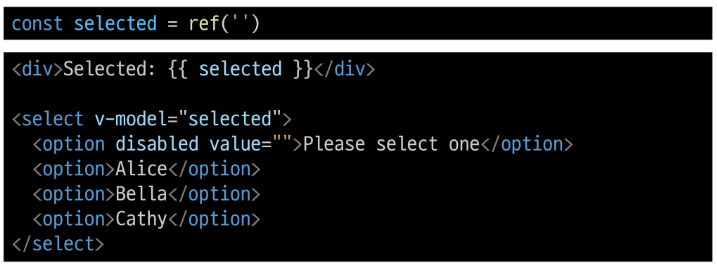 const selected = ref('')
<div>Selected: {{ selected }}</div>
<select v-model="selected">
  <option disabled value="">Please select one</option>
  <option>Alice</option>
  <option>Bella</option>
  <option>Cathy</option>
</select>